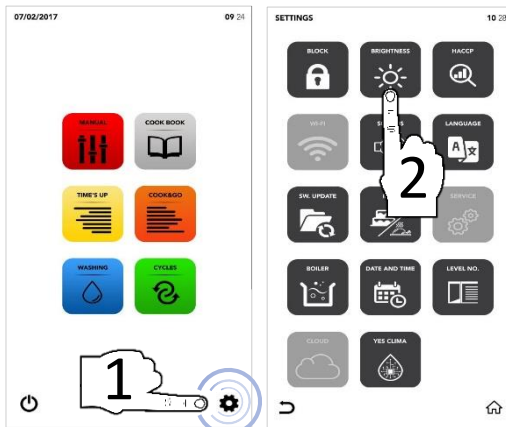 07/02/2017 09 24
MANUAL COOK BOOK
TIME'S UP COOK&GO
WASHING CYCLES
1
SETTINGS 10 28
BLOCK BRIGHTNESS HACCP
WI-FI LANGUAGE
SW. UPDATE SERVICE
2
BOILER DATE AND TIME LEVEL NO.
CLOUD YES CLIMA